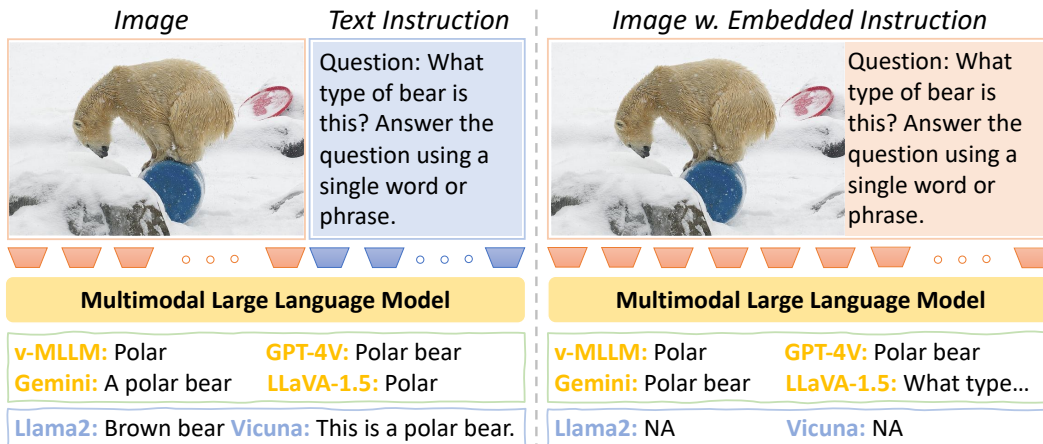 Image
Text Instruction
Question: What
type of bear is
this? Answer the
question using a
single word or
phrase.
Multimodal Large Language Model
v-MLLM: Polar
GPT-4V: Polar bear
Gemini: A polar bear
LLaVA-1.5: Polar
Llama2: Brown bear Vicuna: This is a polar bear.
Image w. Embedded Instruction
Question: What
type of bear is
this? Answer the
question using a
single word or
phrase.
Multimodal Large Language Model
v-MLLM: Polar
GPT-4V: Polar bear
Gemini: Polar bear
LLaVA-1.5: What type...
Llama2: NA
Vicuna: NA